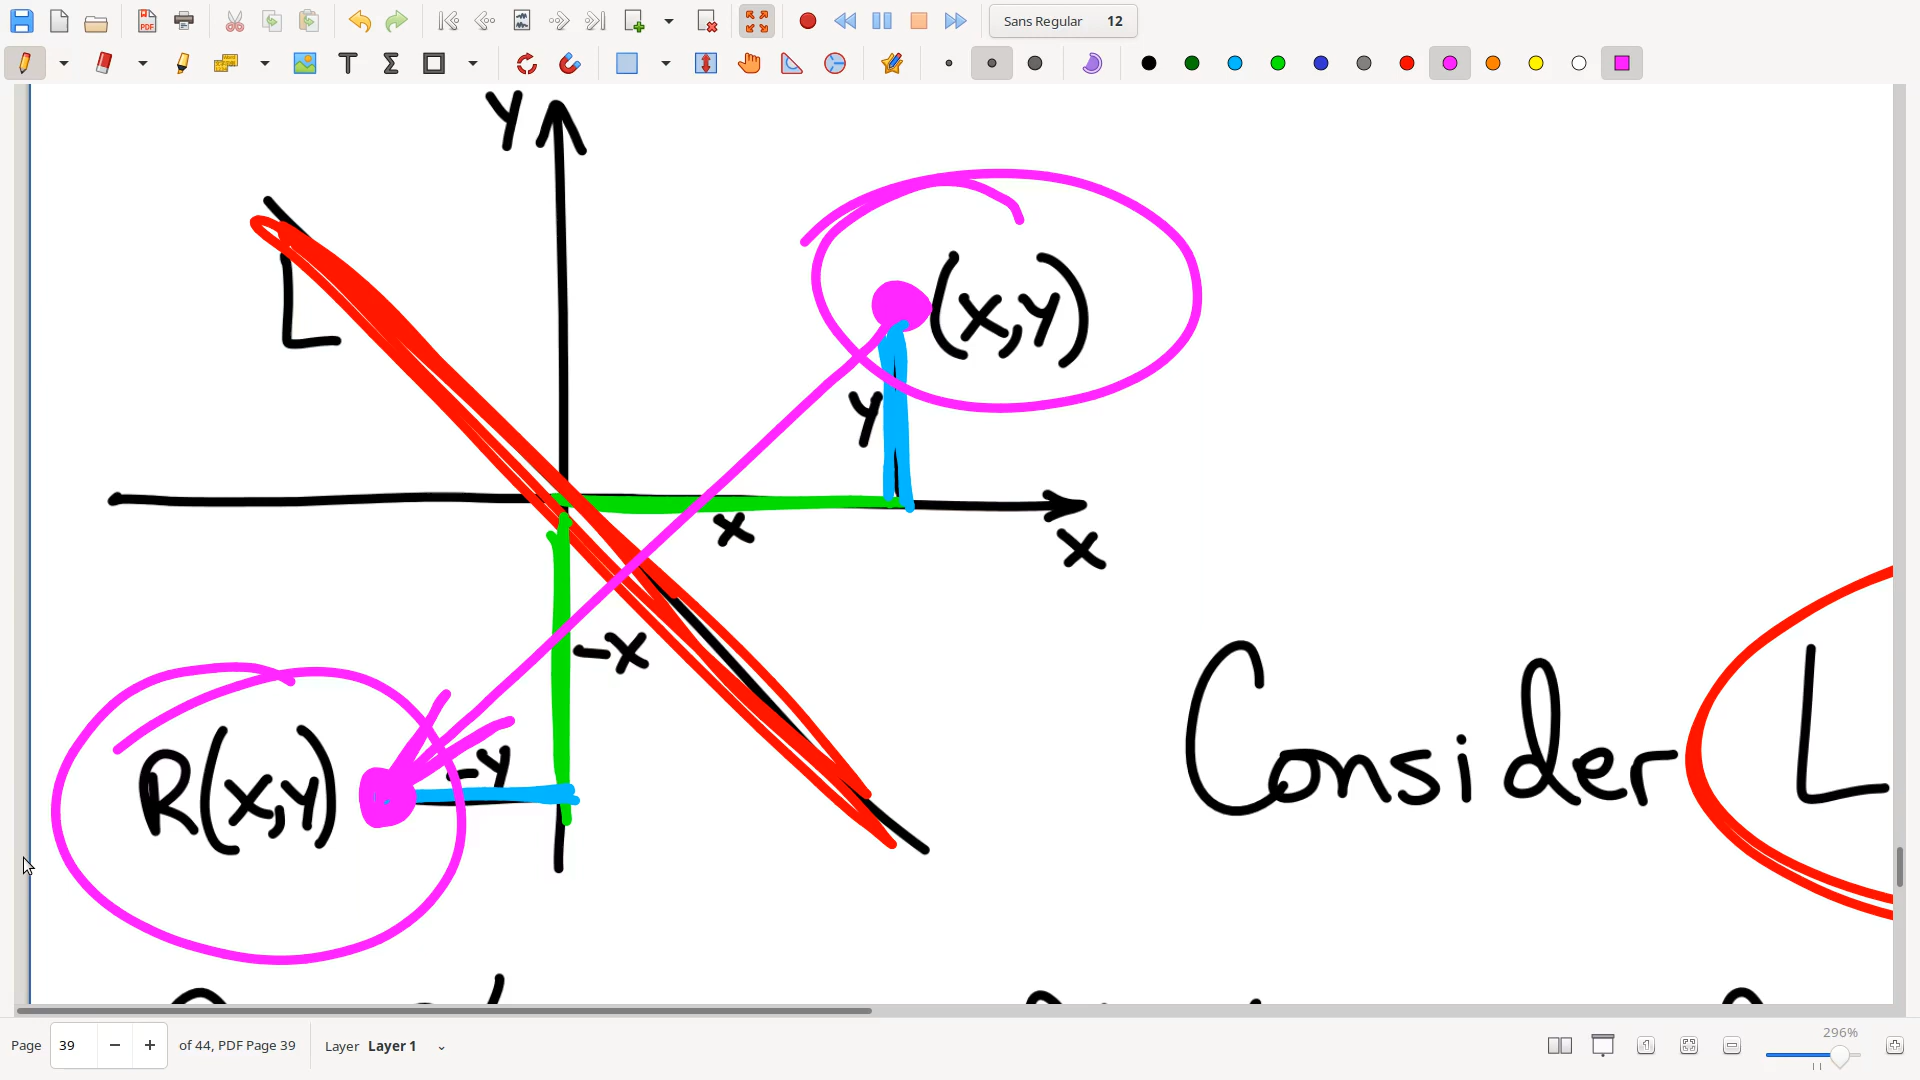 Sans Regular 12
Y
L
(x,y)
y
x
x
-x
Consider L
-y
R(x,y)
Page 39 of 44, PDF Page 39 Layer Layer 1
296%